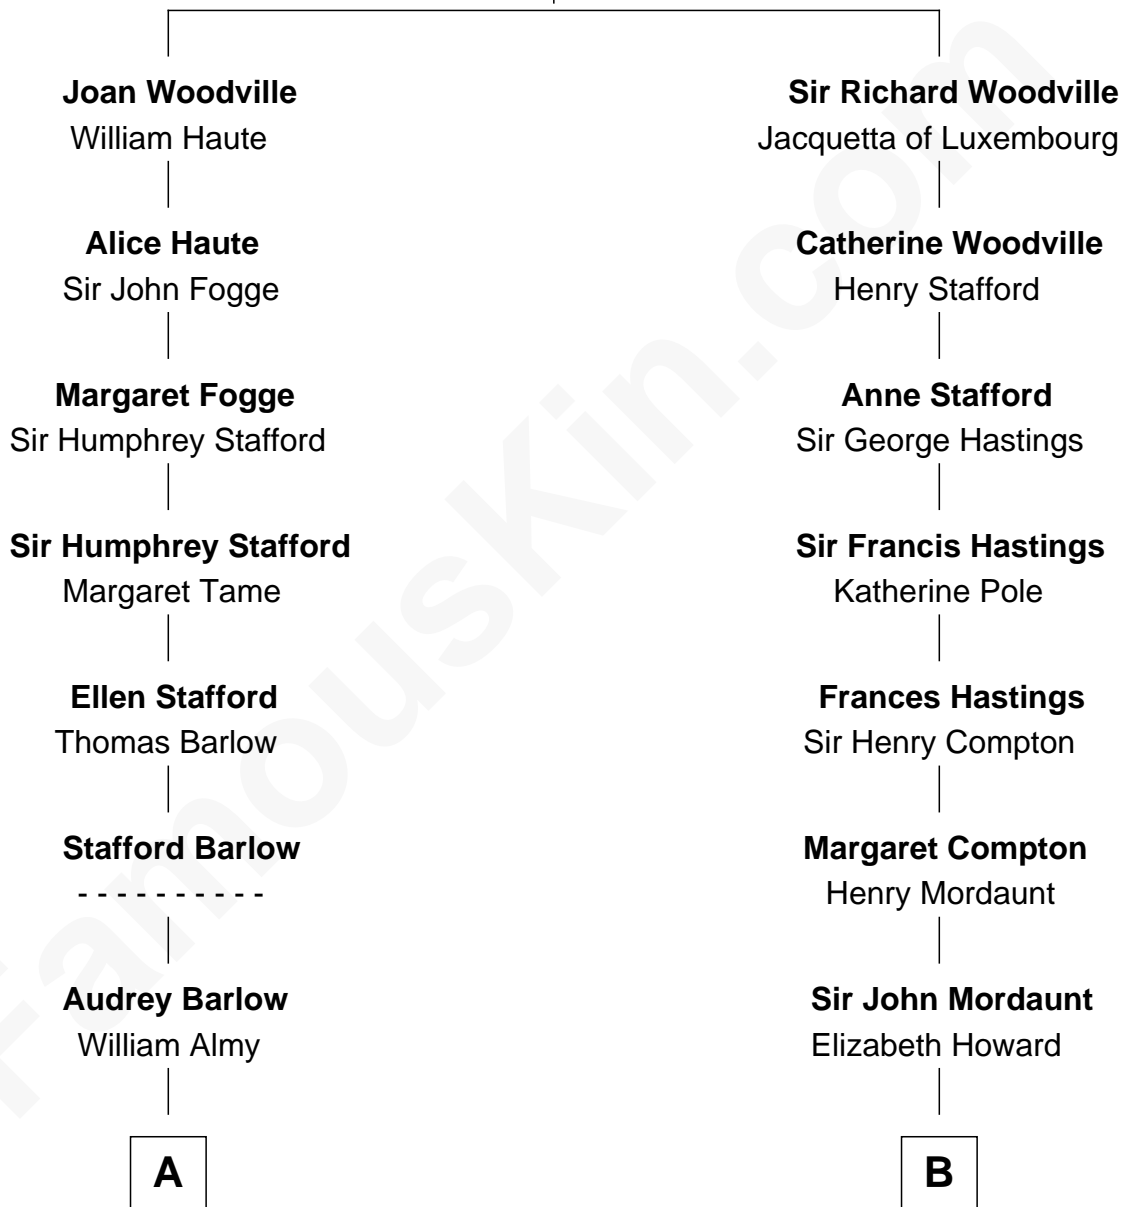 Joan Woodville
William Haute
Alice Haute
Sir John Fogge
Margaret Fogge
Sir Humphrey Stafford
Sir Humphrey Stafford
Margaret Tame
Ellen Stafford
Thomas Barlow
Stafford Barlow
- - - - - - - - - -
Audrey Barlow
William Almy
A
Sir Richard Woodville
Jacquetta of Luxembourg
Catherine Woodville
Henry Stafford
Anne Stafford
Sir George Hastings
Sir Francis Hastings
Katherine Pole
Frances Hastings
Sir Henry Compton
Margaret Compton
Henry Mordaunt
Sir John Mordaunt
Elizabeth Howard
B
FamousKin.com